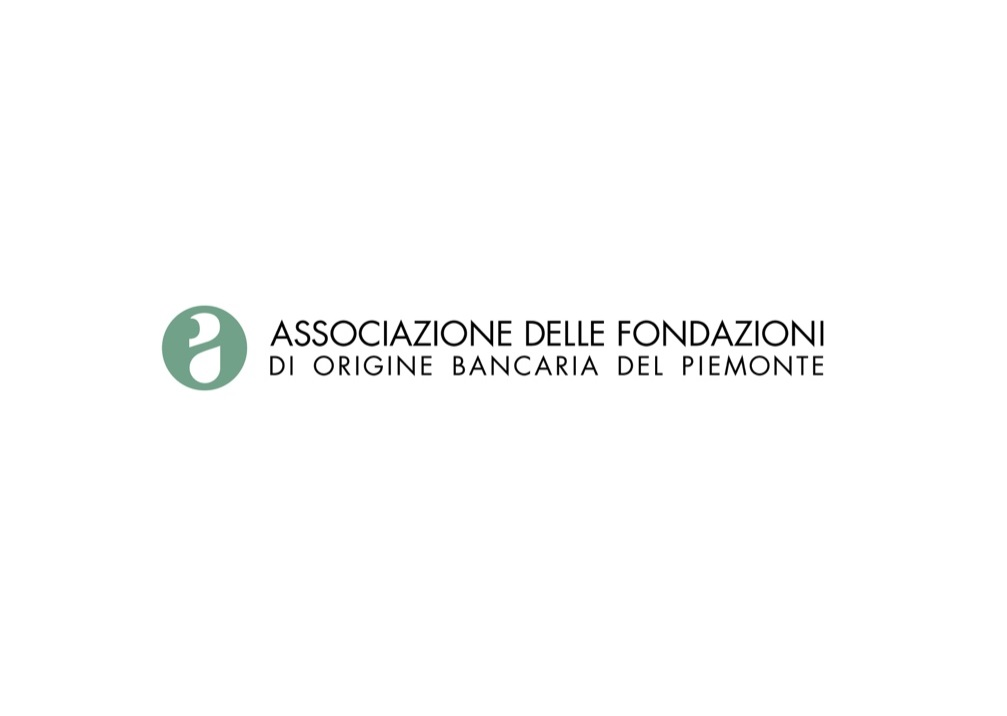 a
ASSOCIAZIONE DELLE FONDAZIONI
DI ORIGINE BANCARIA DEL PIEMONTE